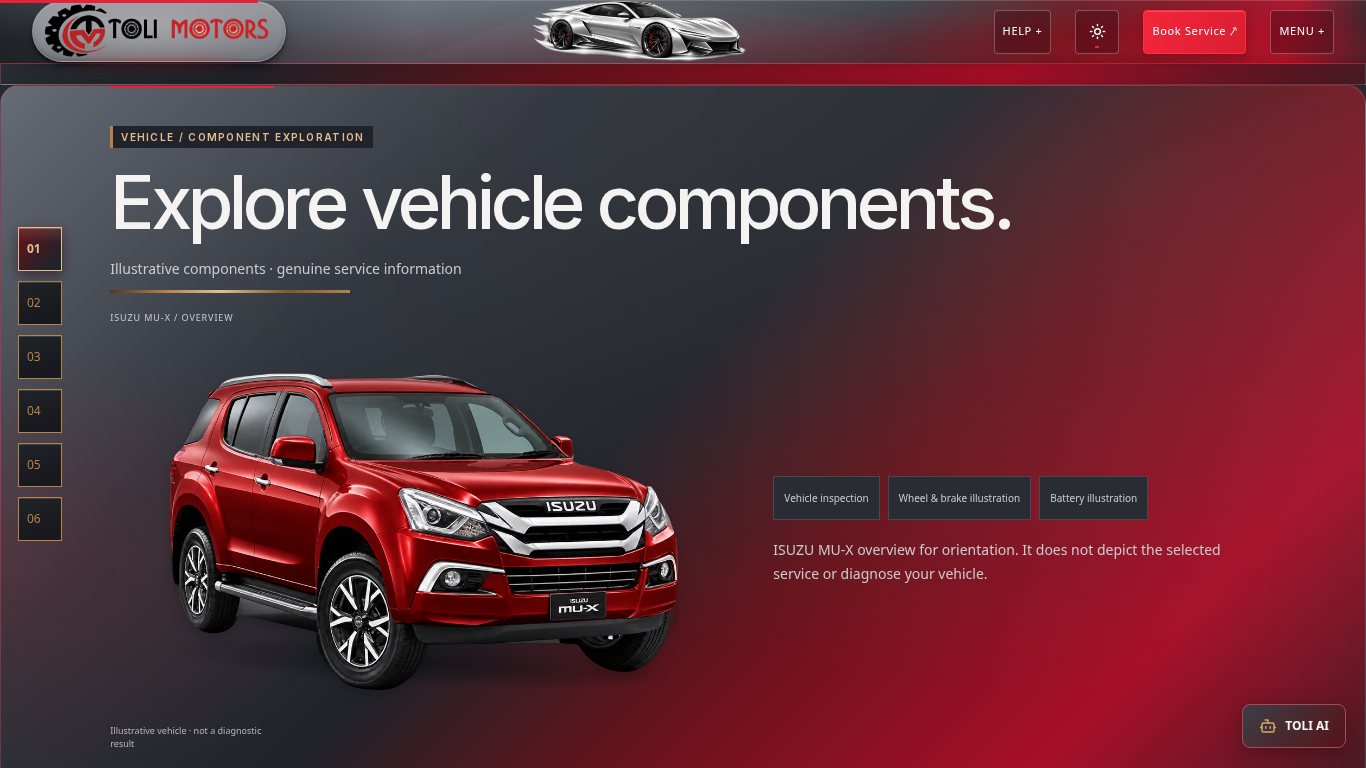 TOLI MOTORS
HELP +
Book Service ↗
MENU +
VEHICLE / COMPONENT EXPLORATION
Explore vehicle components.
Illustrative components · genuine service information
ISUZU MU-X / OVERVIEW
01
02
03
04
05
06
ISUZU
ISUZU
mu-X
Vehicle inspection
Wheel & brake illustration
Battery illustration
ISUZU MU-X overview for orientation. It does not depict the selected
service or diagnose your vehicle.
Illustrative vehicle · not a diagnostic
result
TOLI AI